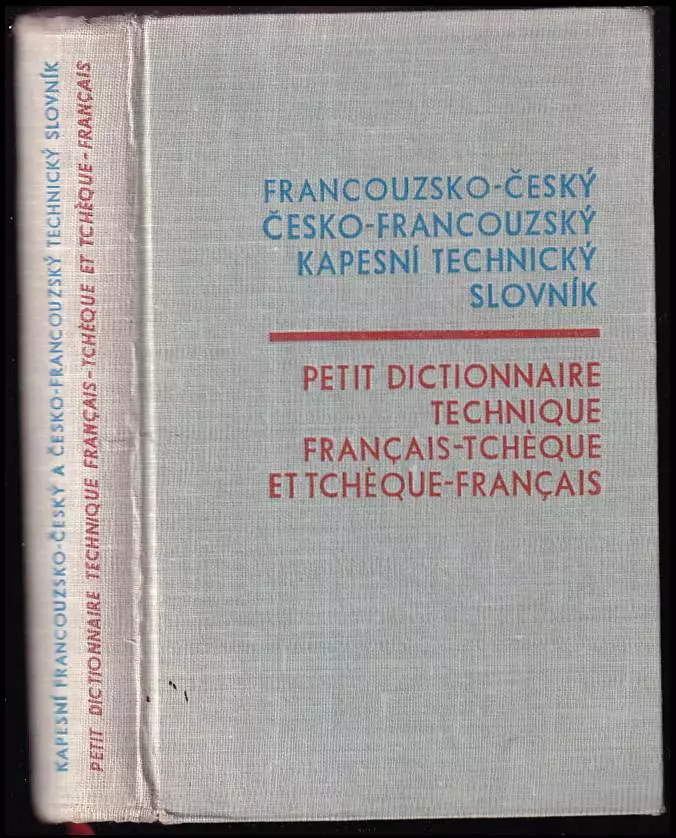 KAPESNÍ FRANCOUZSKO-ČESKÝ A ČESKO-FRANCOUZSKÝ TECHNICKÝ SLOVNÍK
PETIT DICTIONNAIRE TECHNIQUE FRANÇAIS-TCHÈQUE ET TCHÈQUE-FRANÇAIS
FRANCOUZSKO-ČESKÝ
ČESKO-FRANCOUZSKÝ
KAPESNÍ TECHNICKÝ
SLOVNÍK
PETIT DICTIONNAIRE
TECHNIQUE
FRANÇAIS-TCHÈQUE
ET TCHÈQUE-FRANÇAIS